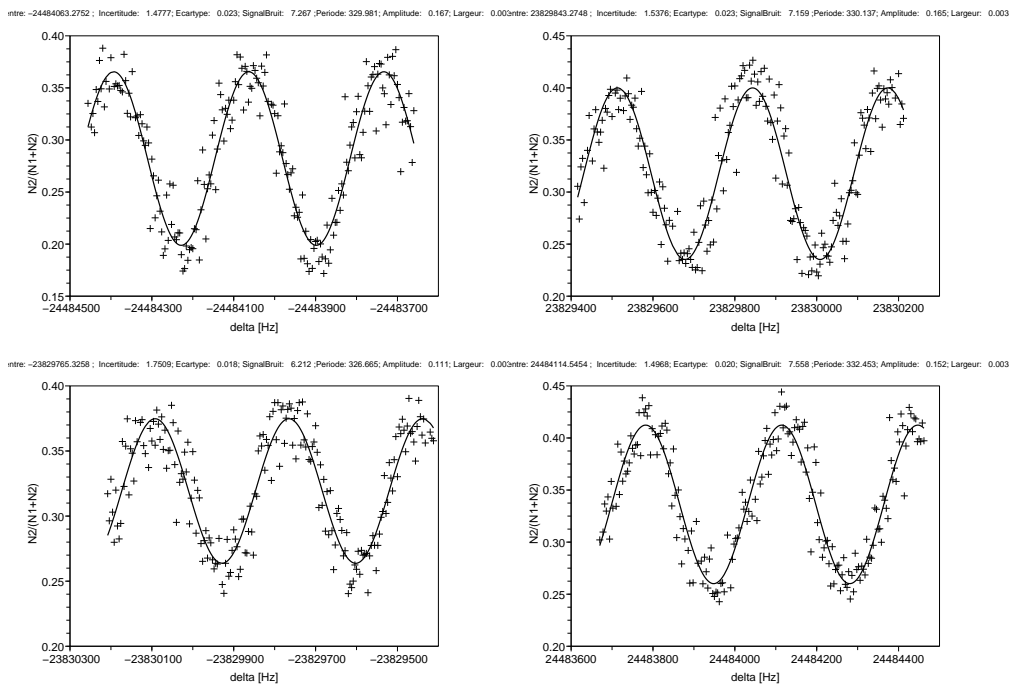 ntre: −24484063.2752 ; Incertitude: 1.4777; Ecartype: 0.023; SignalBruit: 7.267 ;Periode: 329.981; Amplitude: 0.167; Largeur: 0.003
ntre: 23829843.2748 ; Incertitude: 1.5376; Ecartype: 0.023; SignalBruit: 7.159 ;Periode: 330.137; Amplitude: 0.165; Largeur: 0.003
0.40
0.35
0.30
0.25
0.20
0.15
N2/(N1+N2)
−24484500 −24484300 −24484100 −24483900 −24483700
delta [Hz]
0.45
0.40
0.35
0.30
0.25
0.20
N2/(N1+N2)
23829400 23829600 23829800 23830000 23830200
delta [Hz]
ntre: −23829765.3258 ; Incertitude: 1.7509; Ecartype: 0.018; SignalBruit: 6.212 ;Periode: 326.665; Amplitude: 0.111; Largeur: 0.003
ntre: 24484114.5454 ; Incertitude: 1.4968; Ecartype: 0.020; SignalBruit: 7.558 ;Periode: 332.453; Amplitude: 0.152; Largeur: 0.003
0.40
0.35
0.30
0.25
0.20
N2/(N1+N2)
−23830300 −23830100 −23829900 −23829700 −23829500
delta [Hz]
0.45
0.40
0.35
0.30
0.25
0.20
N2/(N1+N2)
24483600 24483800 24484000 24484200 24484400
delta [Hz]